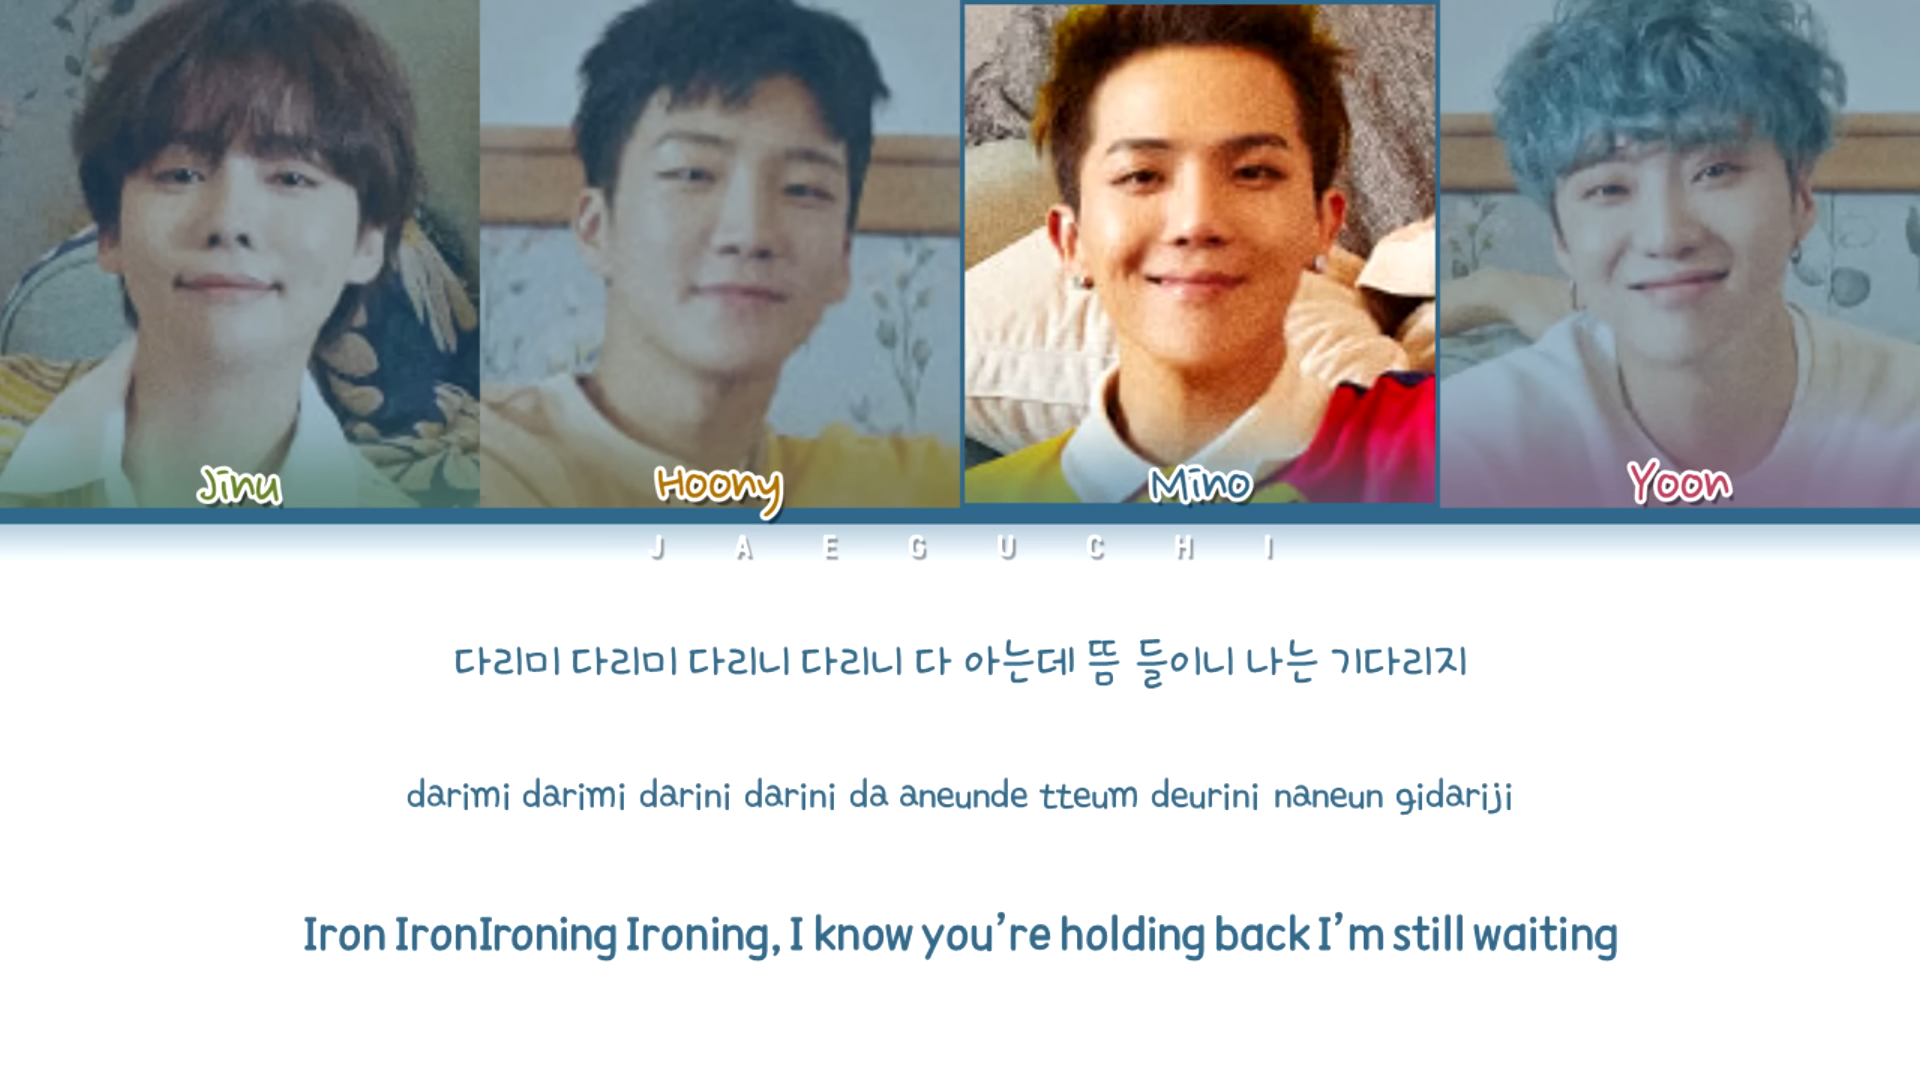 Jinu Hoony Mino Yoon
JAEGUCHI
다리미 다리미 다리니 다리니 다 아는데 뜸 들이니 나는 기다리지
darimi darimi darini darini da aneunde tteum deurini naneun gidariji
Iron IronIroning Ironing, I know you’re holding back I’m still waiting